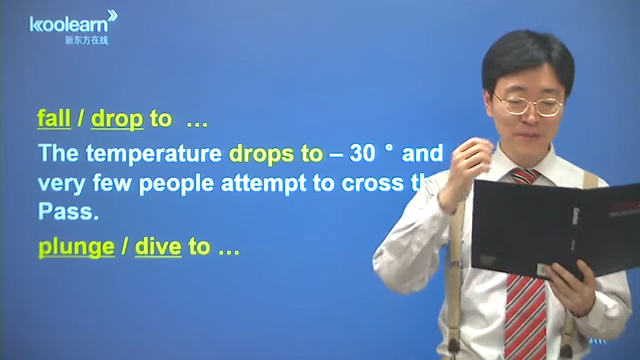 koolearn
新东方在线
fall / drop to …
The temperature drops to – 30 ° and
very few people attempt to cross
Pass.
plunge / dive to …